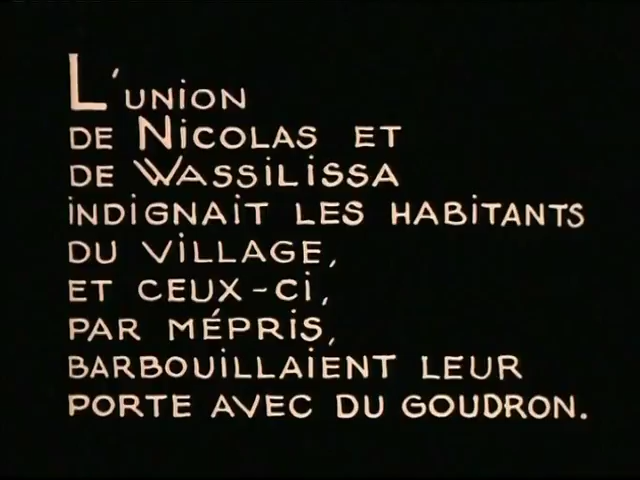 L'UNION
DE NICOLAS ET
DE WASSILISSA
INDIGNAIT LES HABITANTS
DU VILLAGE,
ET CEUX-CI,
PAR MÉPRIS,
BARBOUILLAIENT LEUR
PORTE AVEC DU GOUDRON.